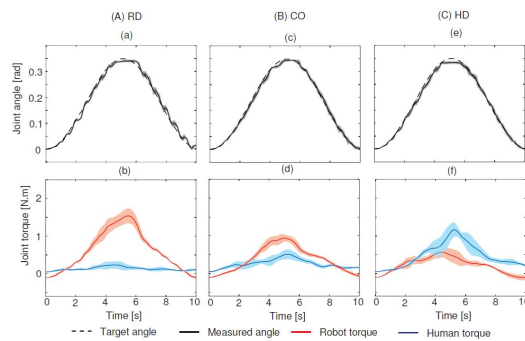 (A) RD (B) CO (C) HD
(a) (c) (e)
Joint angle [rad]
0.3
0.2
0.1
0
(b) (d) (f)
Joint torque [N.m]
2
1
0
0 2 4 6 8 10 0 2 4 6 8 10 0 2 4 6 8 10
Time [s] Time [s] Time [s]
Target angle Measured angle Robot torque Human torque